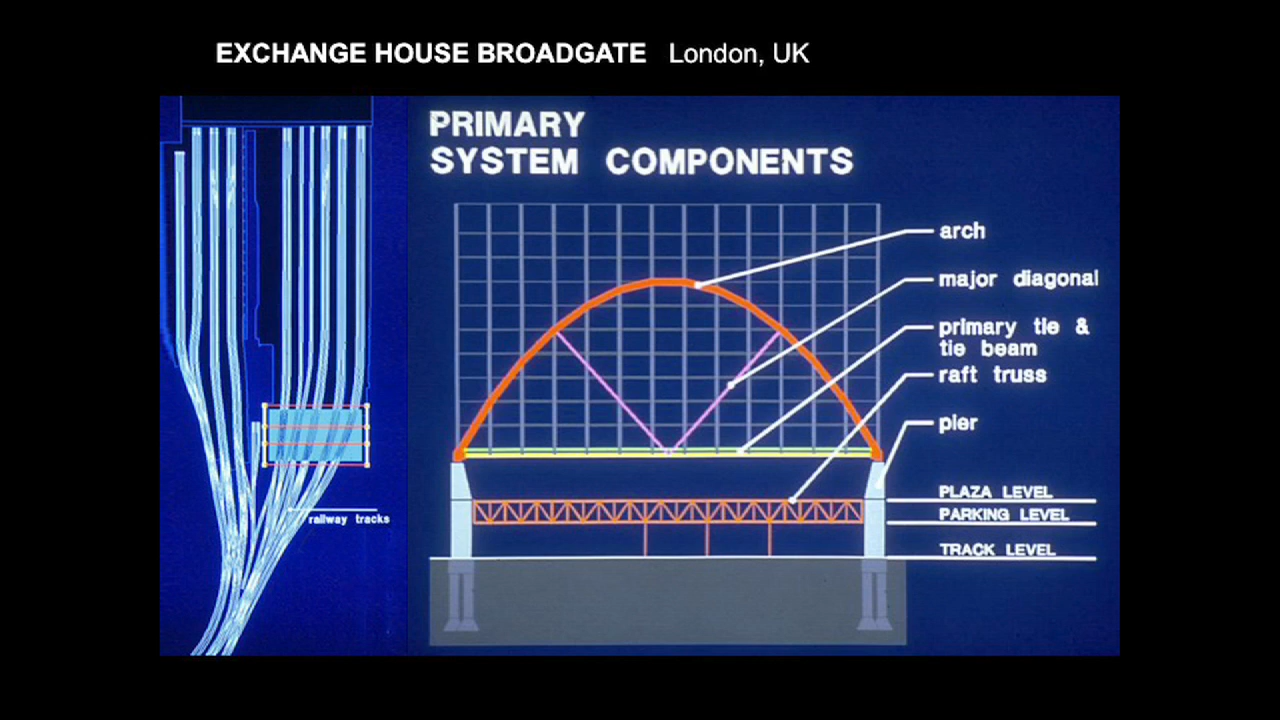 EXCHANGE HOUSE BROADGATE London, UK
PRIMARY
SYSTEM COMPONENTS
arch
major diagonal
primary tie &
tie beam
raft truss
pier
PLAZA LEVEL
PARKING LEVEL
TRACK LEVEL
railway tracks